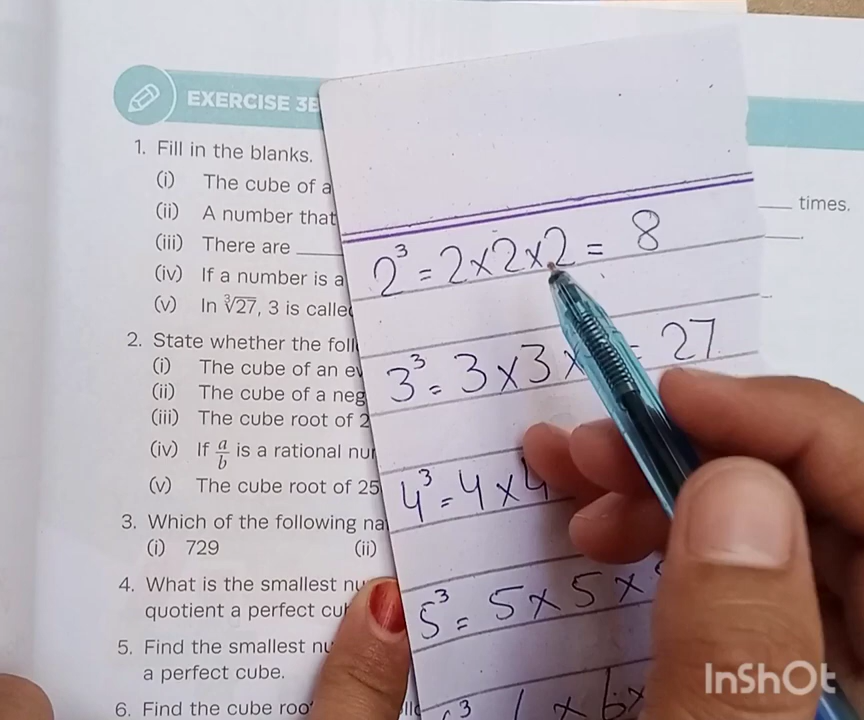 EXERCISE 3
1. Fill in the blanks.
(i) The cube of a
times.
(ii) A number that
(iii) There are ____
(iv) If a number is a
(v) In ∛27, 3 is called
2. State whether the foll
(i) The cube of an ev
(ii) The cube of a neg
(iii) The cube root of 2
(iv) If a/b is a rational nu
(v) The cube root of 25
3. Which of the following na
(i) 729 (ii)
4. What is the smallest nu
quotient a perfect cu
5. Find the smallest nu
a perfect cube.
6. Find the cube roo
2³ = 2×2×2 = 8
3³ = 3×3× = 27
4³ = 4×4
5³ = 5×5×
³ 6×
InShOt